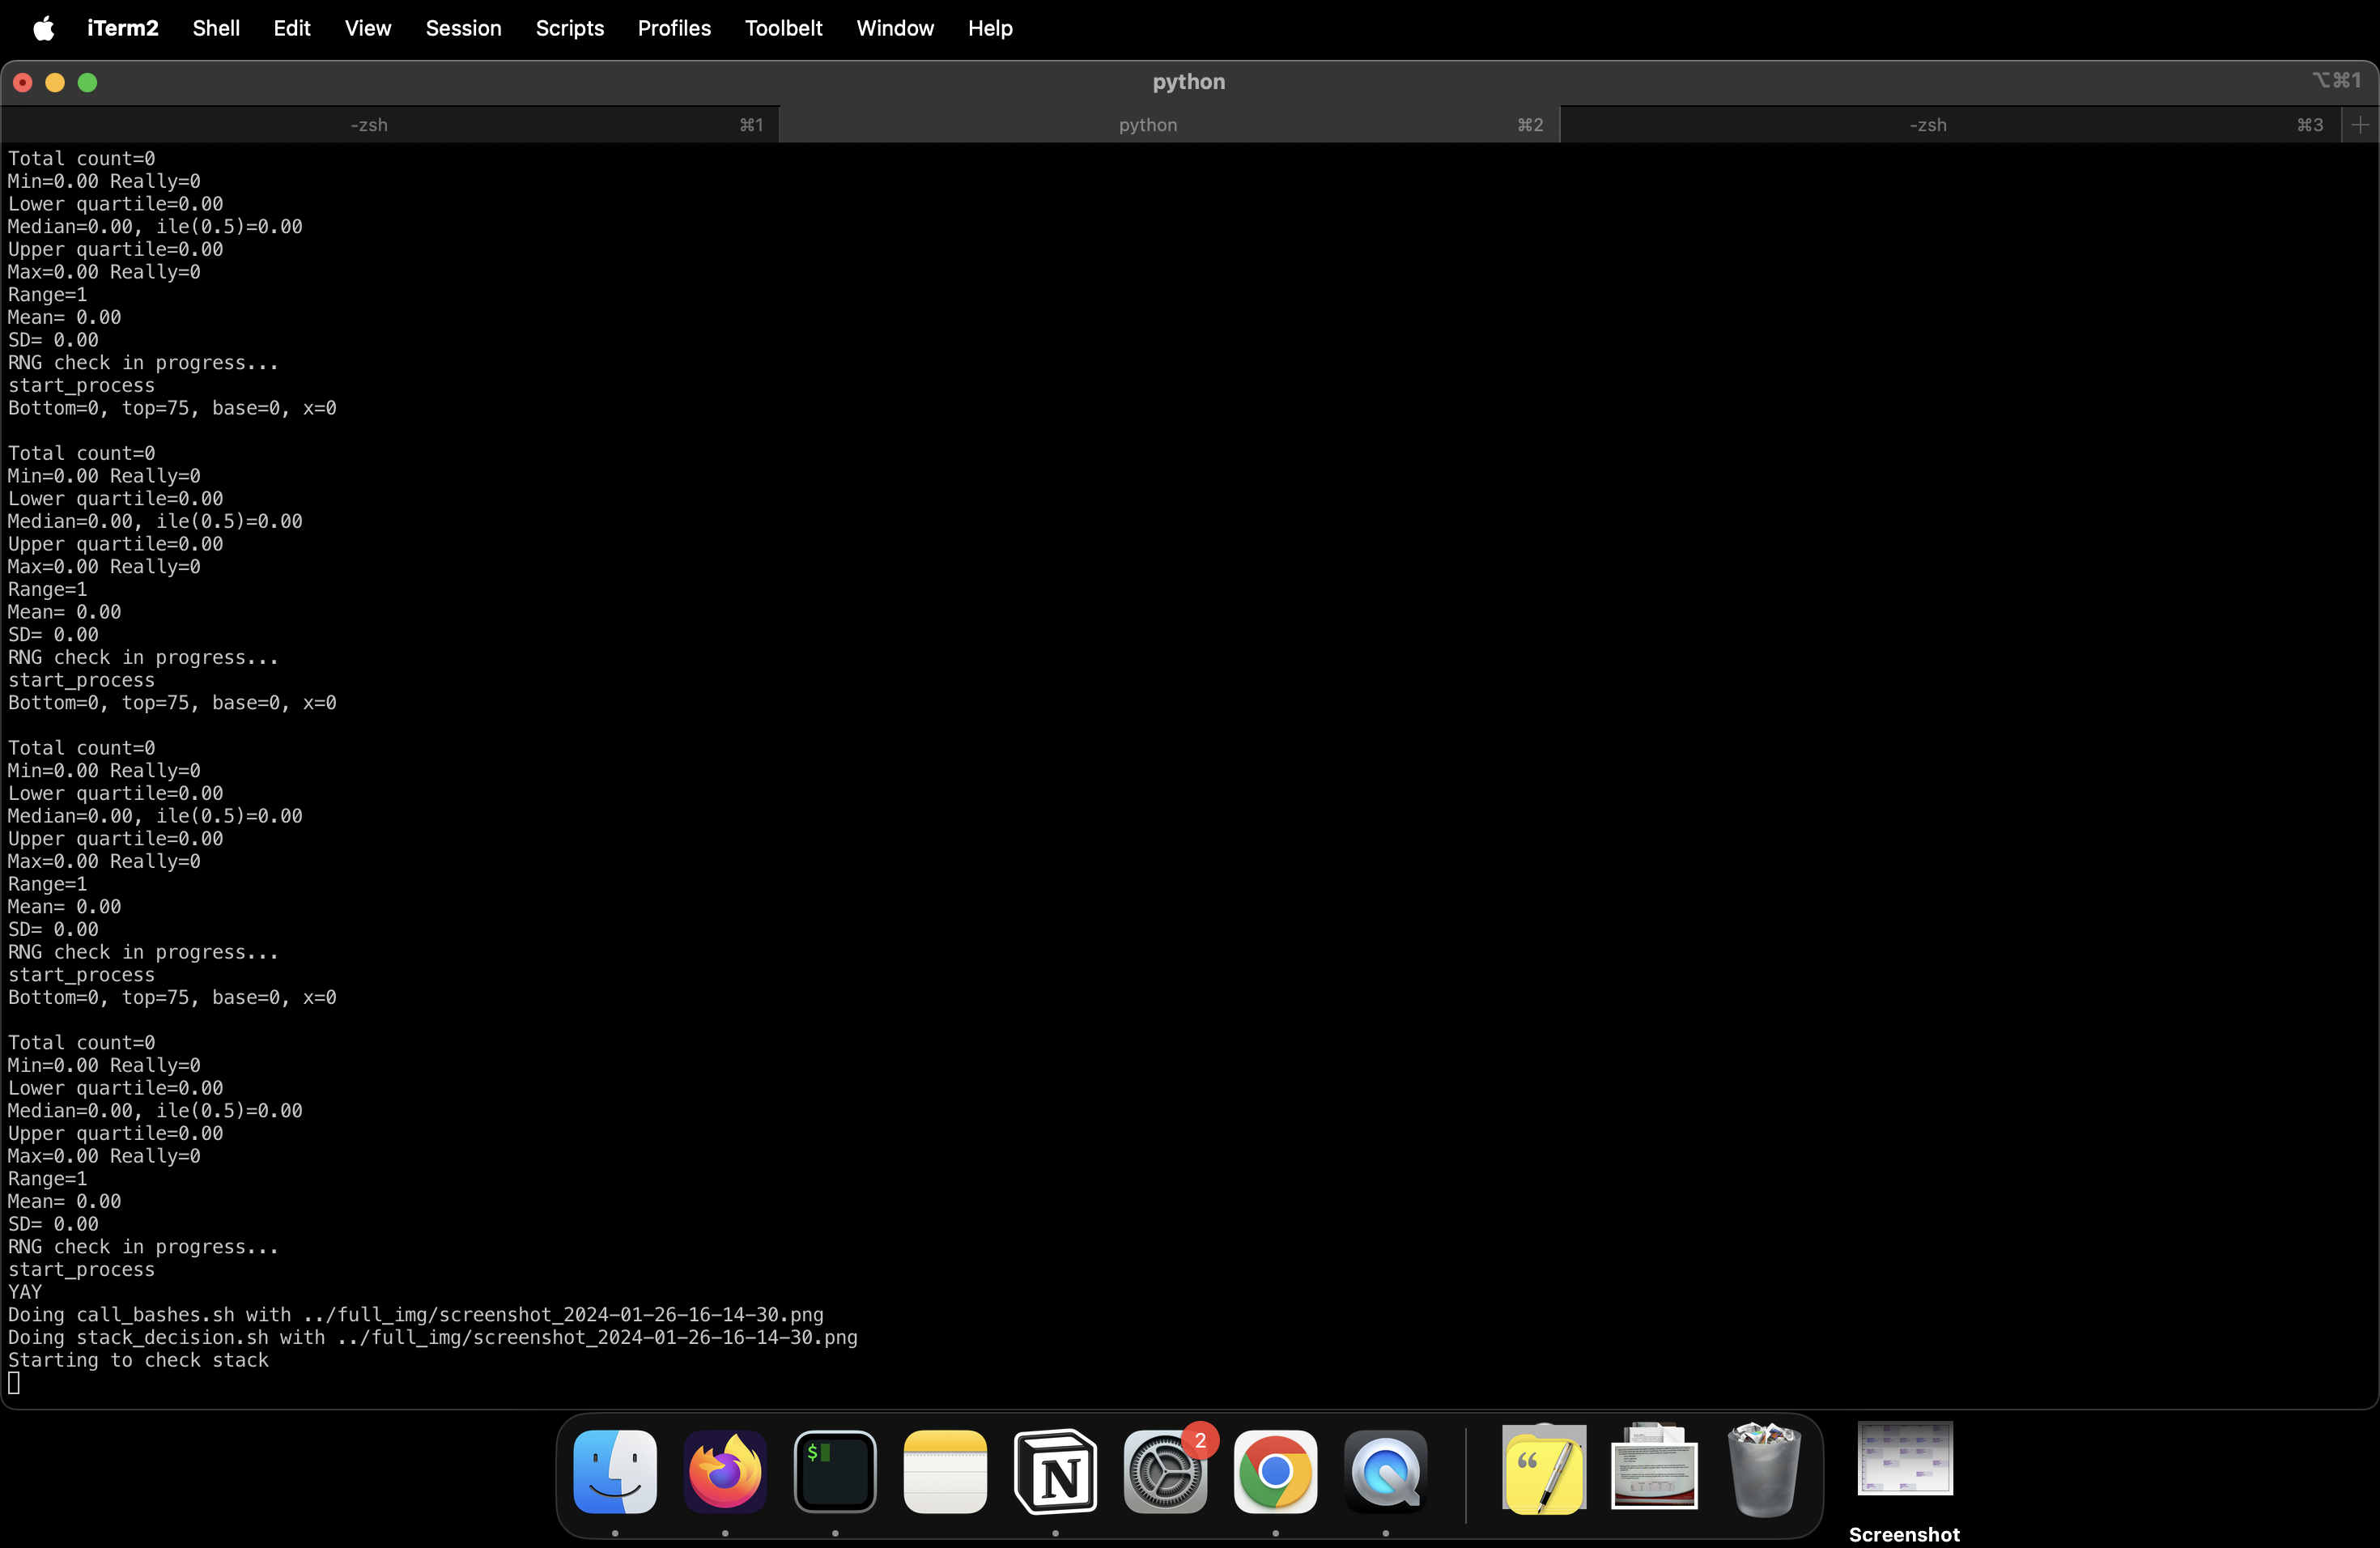 iTerm2 Shell Edit View Session Scripts Profiles Toolbelt Window Help
python ⌥⌘1
-zsh ⌘1 python ⌘2 -zsh ⌘3
Total count=0
Min=0.00 Really=0
Lower quartile=0.00
Median=0.00, ile(0.5)=0.00
Upper quartile=0.00
Max=0.00 Really=0
Range=1
Mean= 0.00
SD= 0.00
RNG check in progress...
start_process
Bottom=0, top=75, base=0, x=0
Total count=0
Min=0.00 Really=0
Lower quartile=0.00
Median=0.00, ile(0.5)=0.00
Upper quartile=0.00
Max=0.00 Really=0
Range=1
Mean= 0.00
SD= 0.00
RNG check in progress...
start_process
Bottom=0, top=75, base=0, x=0
Total count=0
Min=0.00 Really=0
Lower quartile=0.00
Median=0.00, ile(0.5)=0.00
Upper quartile=0.00
Max=0.00 Really=0
Range=1
Mean= 0.00
SD= 0.00
RNG check in progress...
start_process
Bottom=0, top=75, base=0, x=0
Total count=0
Min=0.00 Really=0
Lower quartile=0.00
Median=0.00, ile(0.5)=0.00
Upper quartile=0.00
Max=0.00 Really=0
Range=1
Mean= 0.00
SD= 0.00
RNG check in progress...
start_process
YAY
Doing call_bashes.sh with ../full_img/screenshot_2024-01-26-16-14-30.png
Doing stack_decision.sh with ../full_img/screenshot_2024-01-26-16-14-30.png
Starting to check stack
$ N 2
Screenshot